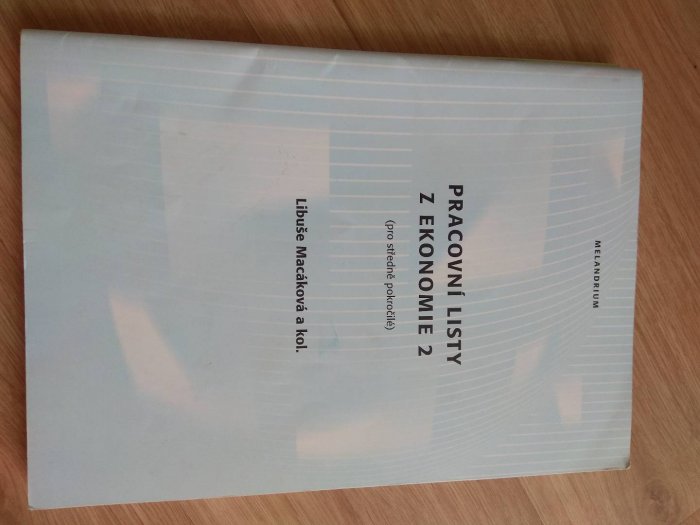 MELANDRIUM
PRACOVNÍ LISTY
Z EKONOMIE 2
(pro středně pokročilé)
Libuše Macáková a kol.